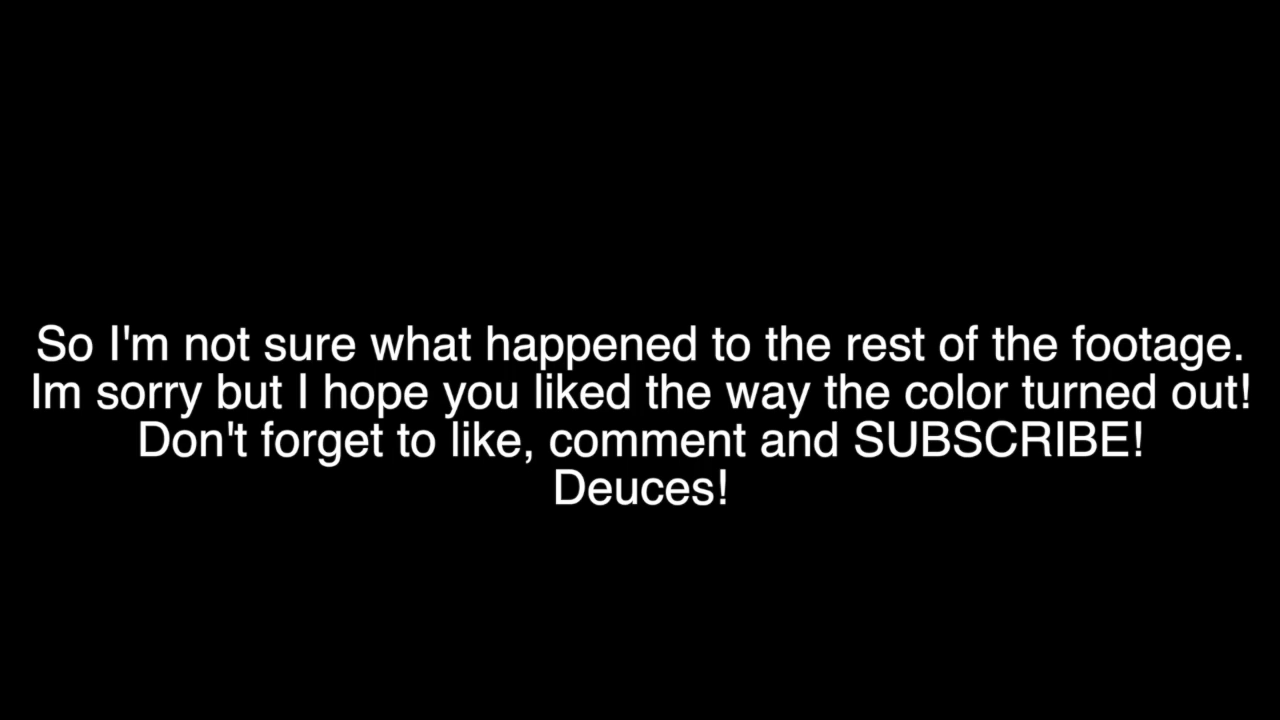 So I'm not sure what happened to the rest of the footage.
Im sorry but I hope you liked the way the color turned out!
Don't forget to like, comment and SUBSCRIBE!
Deuces!